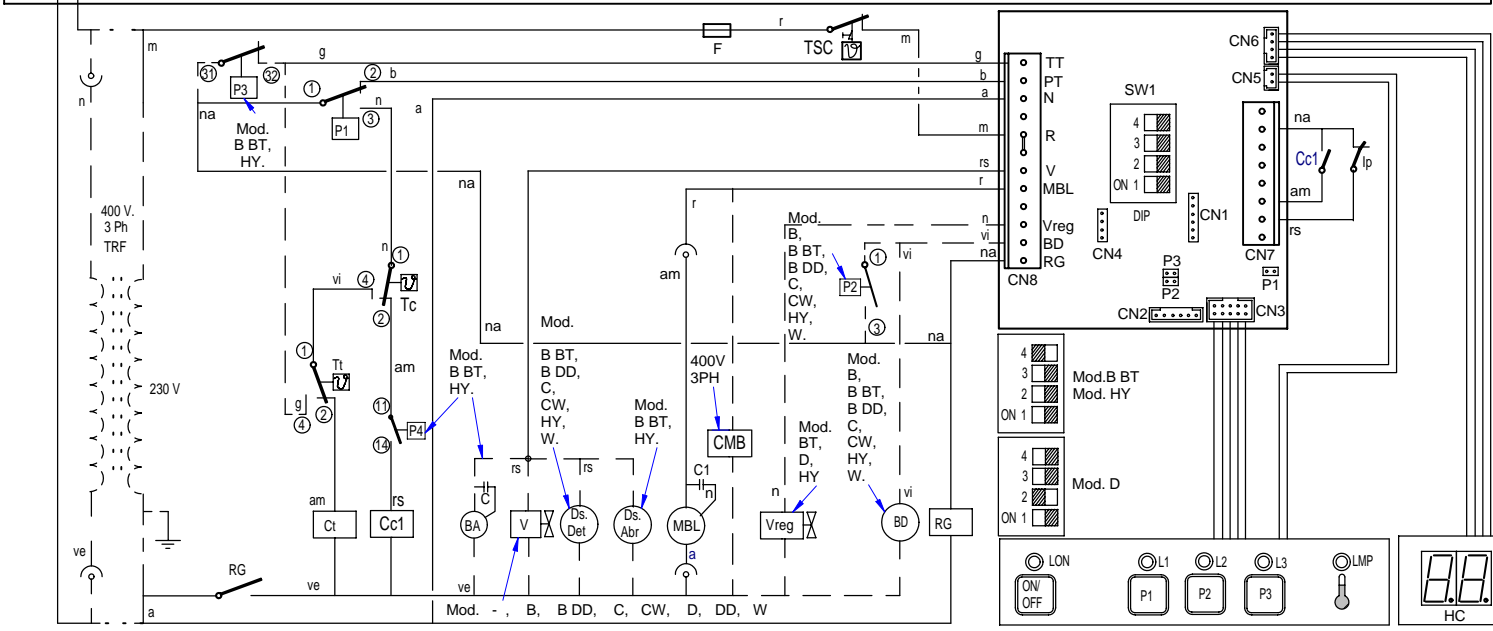 m
n
400 V.
3 Ph
TRF
230 V
ve
a
RG
ve
31
32
P3
g
1
2
b
P1
n
3
na
Mod.
B BT,
HY.
a
na
F
r
TSC
m
n
1
4
vi
Tc
2
am
1
Tt
2
g
4
11
14
P4
rs
am
Ct
Cc1
na
Mod.
B BT,
HY.
Mod.
B BT,
B DD,
C,
CW,
HY,
W.
rs
rs
C
BA
V
Ds.
Det
Mod.
B BT,
HY.
Ds.
Abr
r
am
C1
n
MBL
a
400V
3PH
CMB
ve
Mod. - , B, B DD, C, CW, D, DD, W
Mod.
B,
B BT,
B DD,
C,
CW,
HY,
W.
1
P2
3
vi
Mod.
B,
B BT,
B DD,
C,
CW,
HY,
W.
Mod.
BT,
D,
HY
n
Vreg
vi
BD
na
RG
g
b
a
m
rs
r
n
vi
na
TT
PT
N
R
V
MBL
Vreg
BD
RG
CN8
SW1
4
3
2
ON 1
DIP
CN4
CN1
P3
P2
CN2
CN3
CN6
CN5
CN7
P1
na
Cc1
Ip
am
rs
4
3
2
ON 1
Mod.B BT
Mod. HY
4
3
2
ON 1
Mod. D
LON
L1
L2
L3
LMP
ON/
OFF
P1
P2
P3
8.8.
HC